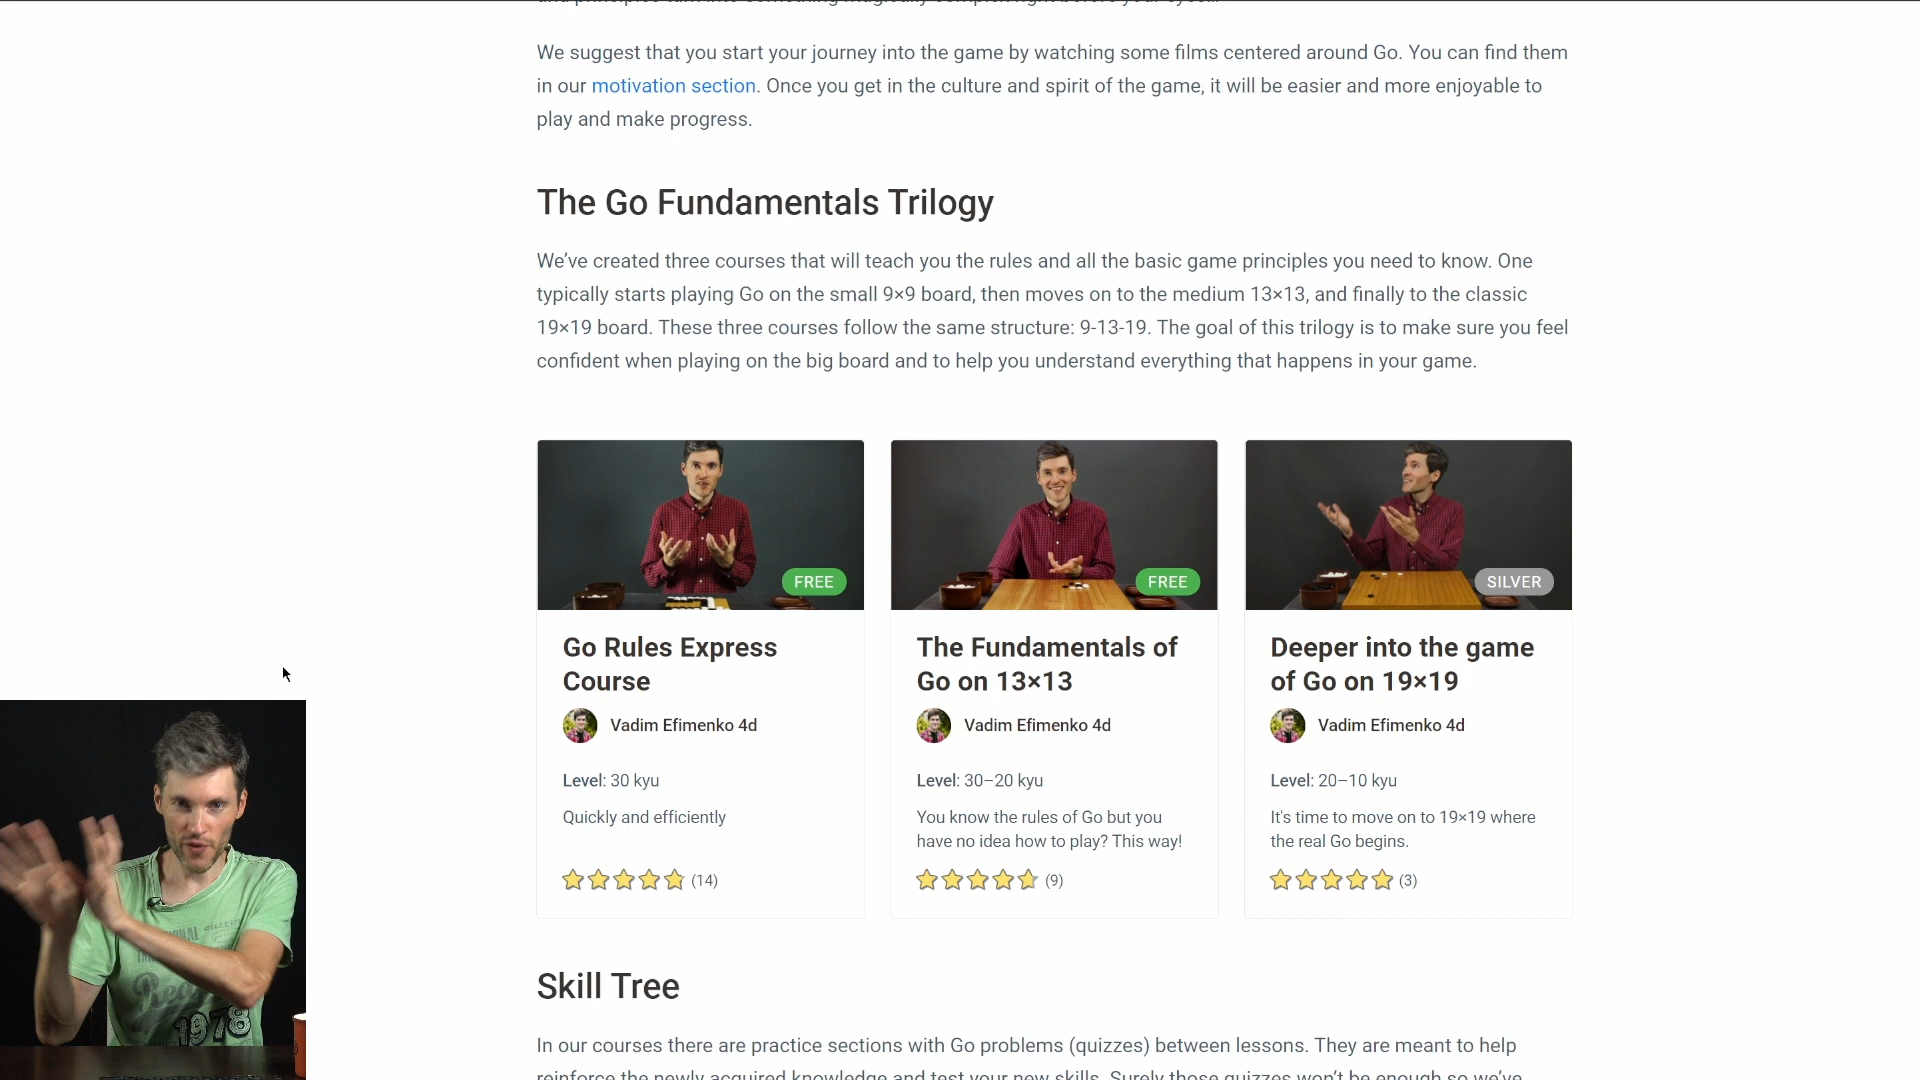 We suggest that you start your journey into the game by watching some films centered around Go. You can find them
in our motivation section. Once you get in the culture and spirit of the game, it will be easier and more enjoyable to
play and make progress.
The Go Fundamentals Trilogy
We’ve created three courses that will teach you the rules and all the basic game principles you need to know. One
typically starts playing Go on the small 9×9 board, then moves on to the medium 13×13, and finally to the classic
19×19 board. These three courses follow the same structure: 9-13-19. The goal of this trilogy is to make sure you feel
confident when playing on the big board and to help you understand everything that happens in your game.
FREE
Go Rules Express
Course
Vadim Efimenko 4d
Level: 30 kyu
Quickly and efficiently
(14)
FREE
The Fundamentals of
Go on 13×13
Vadim Efimenko 4d
Level: 30–20 kyu
You know the rules of Go but you
have no idea how to play? This way!
(9)
SILVER
Deeper into the game
of Go on 19×19
Vadim Efimenko 4d
Level: 20–10 kyu
It's time to move on to 19×19 where
the real Go begins.
(3)
1978
Skill Tree
In our courses there are practice sections with Go problems (quizzes) between lessons. They are meant to help
reinforce the newly acquired knowledge and test your new skills. Surely those quizzes won’t be enough so we’ve